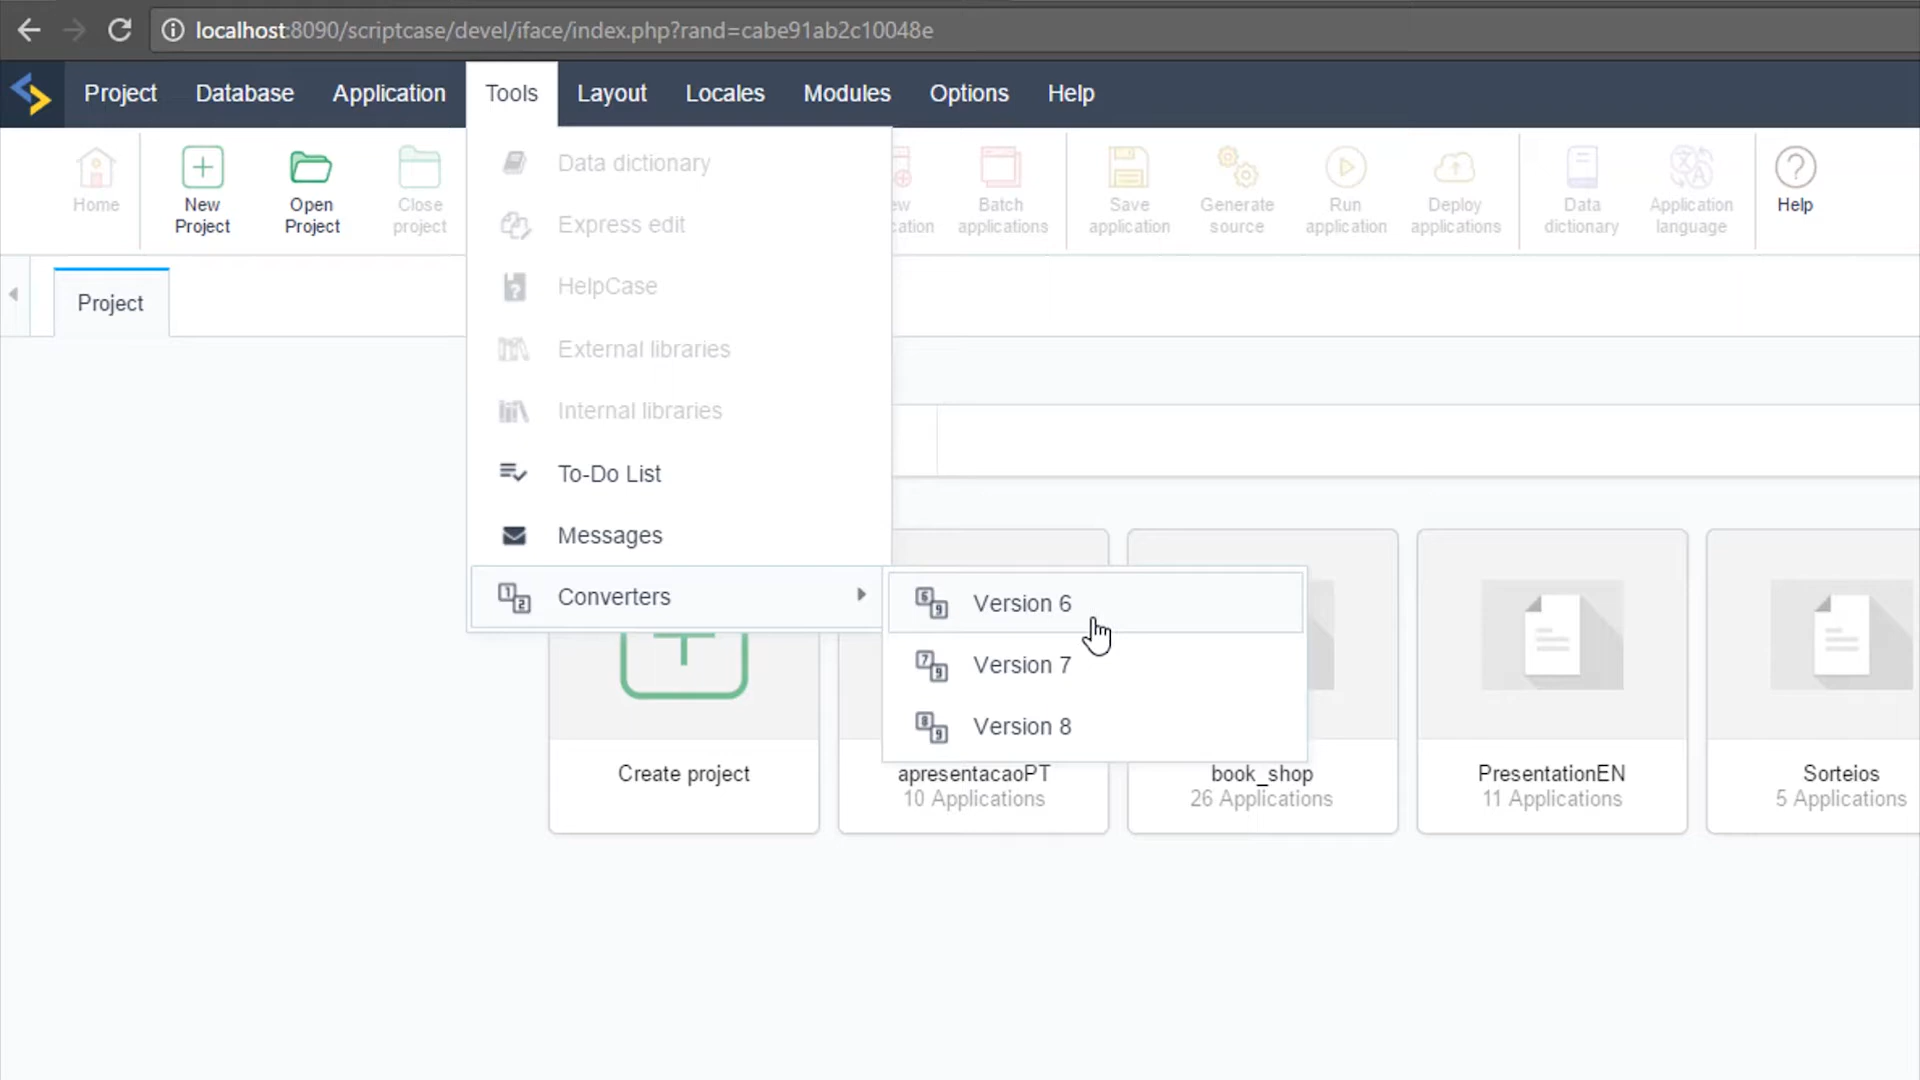 localhost:8090/scriptcase/devel/iface/index.php?rand=cabe91ab2c10048e
Project Database Application Tools Layout Locales Modules Options Help
Home
New
Project
Open
Project
Close
project
ew
cation
Batch
applications
Save
application
Generate
source
Run
application
Deploy
applications
Data
dictionary
Application
language
Help
Project
Data dictionary
Express edit
HelpCase
External libraries
Internal libraries
To-Do List
Messages
Converters
Version 6
Version 7
Version 8
Create project
apresentacaoPT
10 Applications
book_shop
26 Applications
PresentationEN
11 Applications
Sorteios
5 Applications